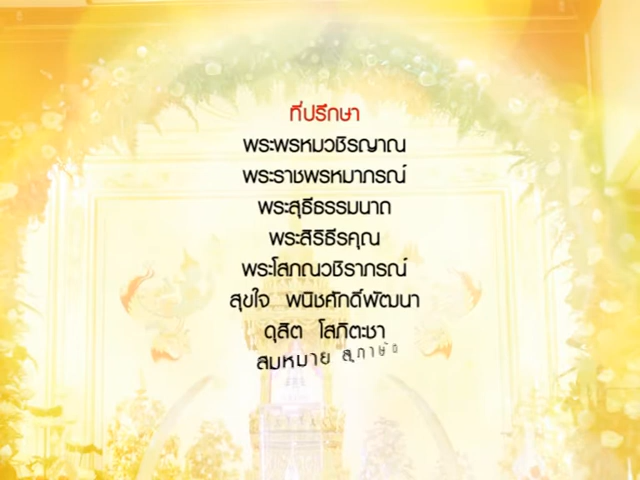 ที่ปรึกษา
พระพรหมวชิรญาณ
พระราชพรหมาภรณ์
พระสุธีธรรมนาถ
พระสิริธีรคุณ
พระโสภณวชิราภรณ์
สุขใจ พนิชศักดิ์พัฒนา
ดุสิต โสภิตะชา
สมหมาย